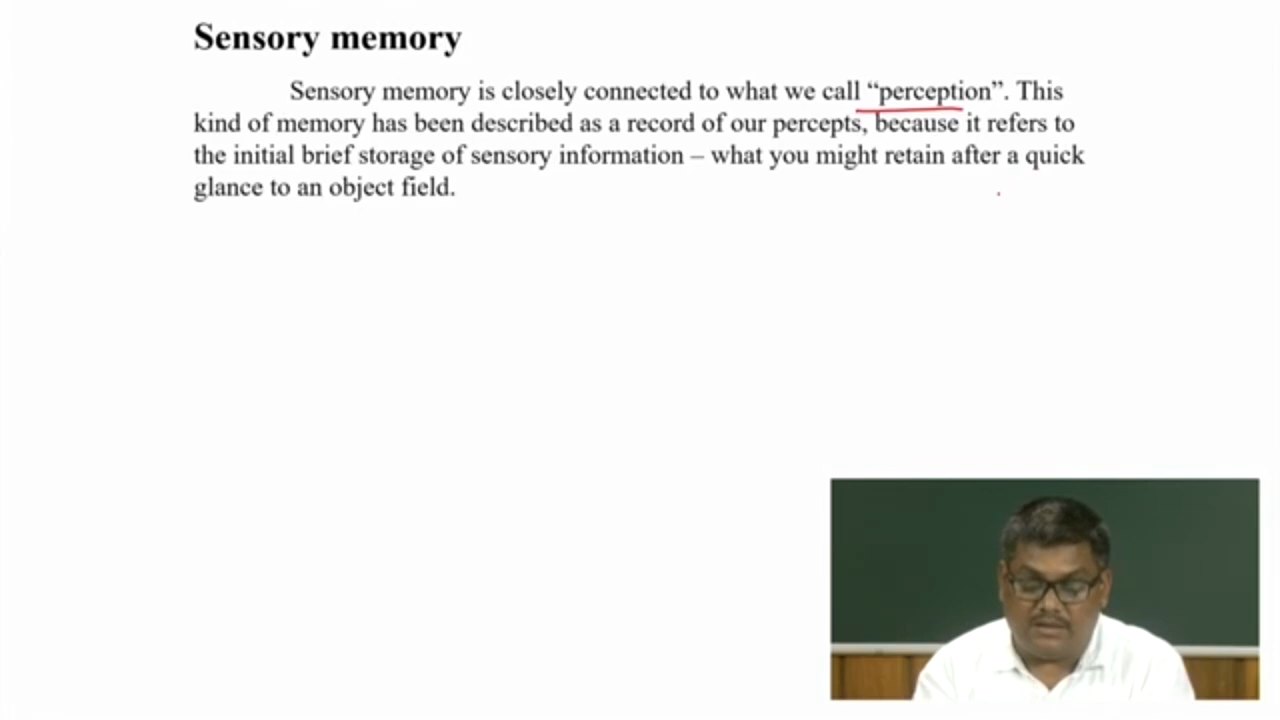 Sensory memory
Sensory memory is closely connected to what we call “perception”. This
kind of memory has been described as a record of our percepts, because it refers to
the initial brief storage of sensory information – what you might retain after a quick
glance to an object field.